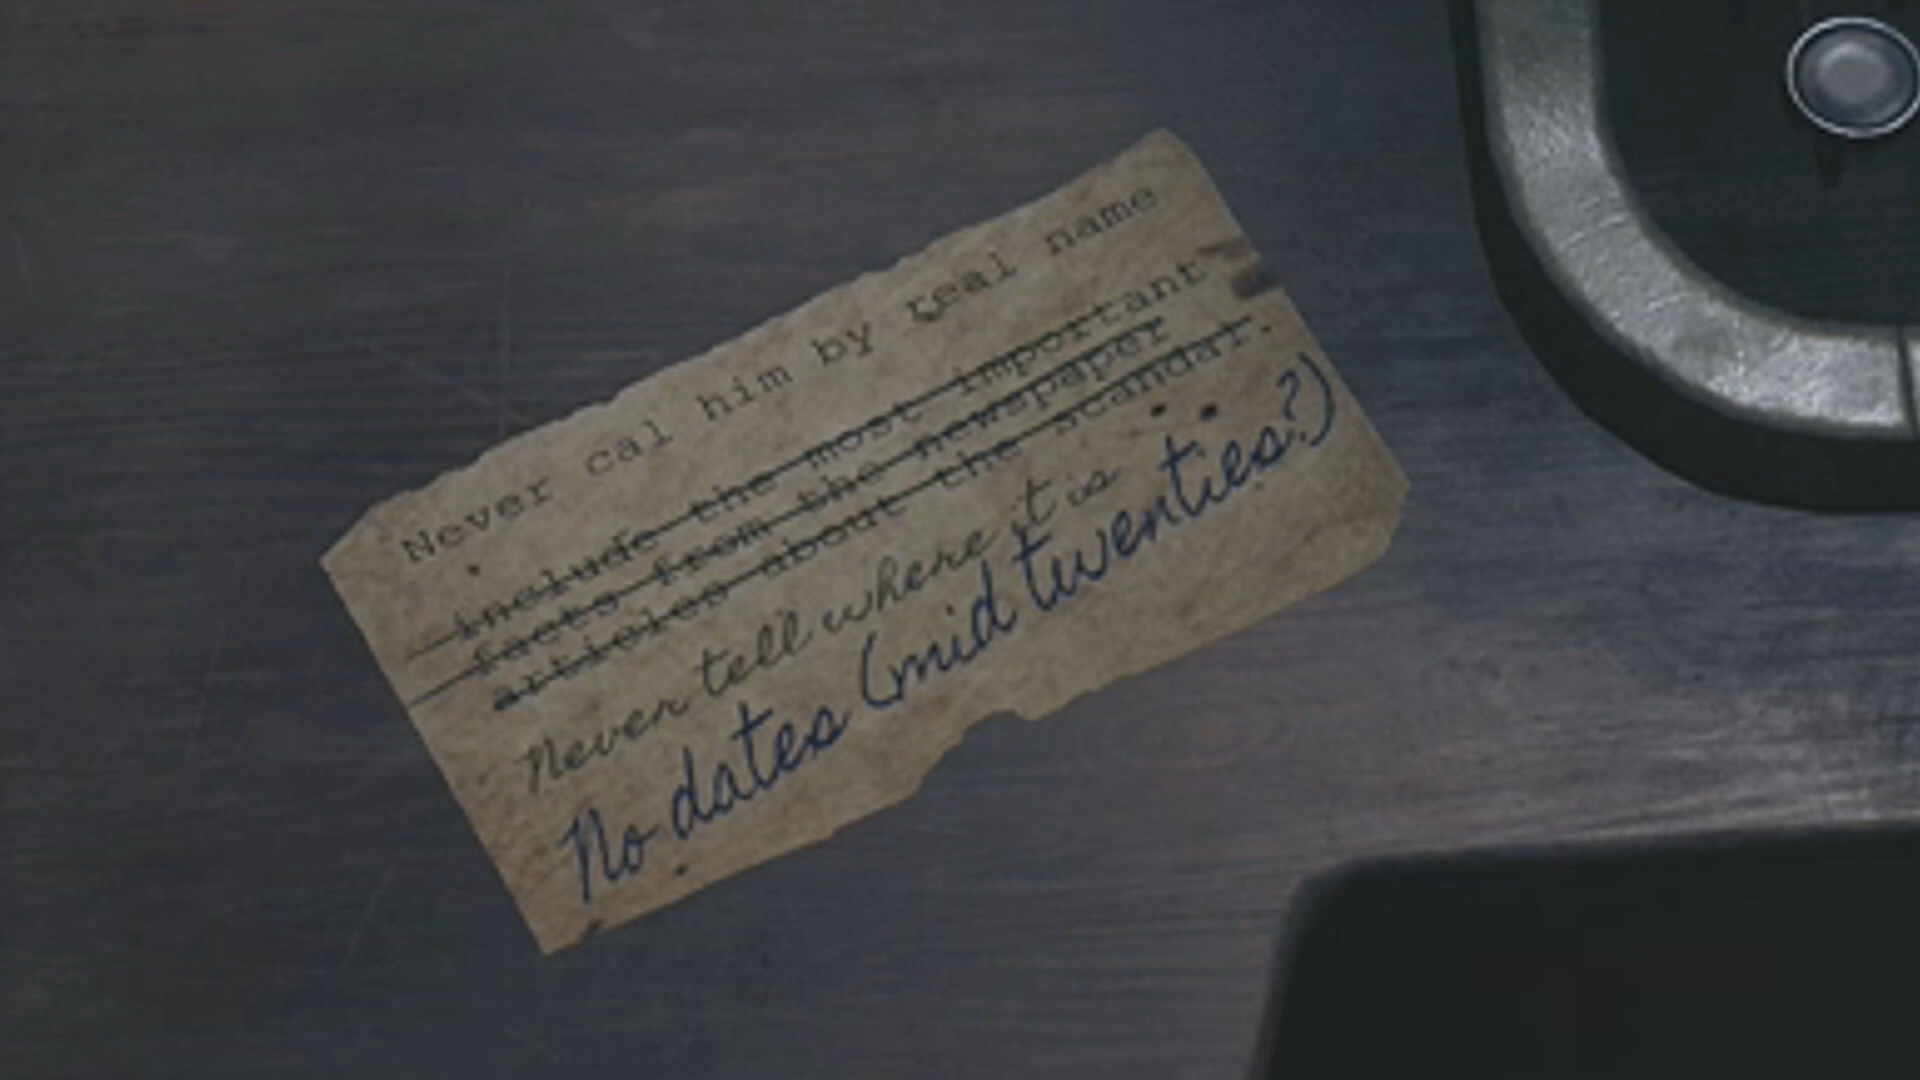 Never cal him by real name
include the most important
facts from the newspaper
articles about the scandal.
Never tell where it is
No dates (mid twenties?)